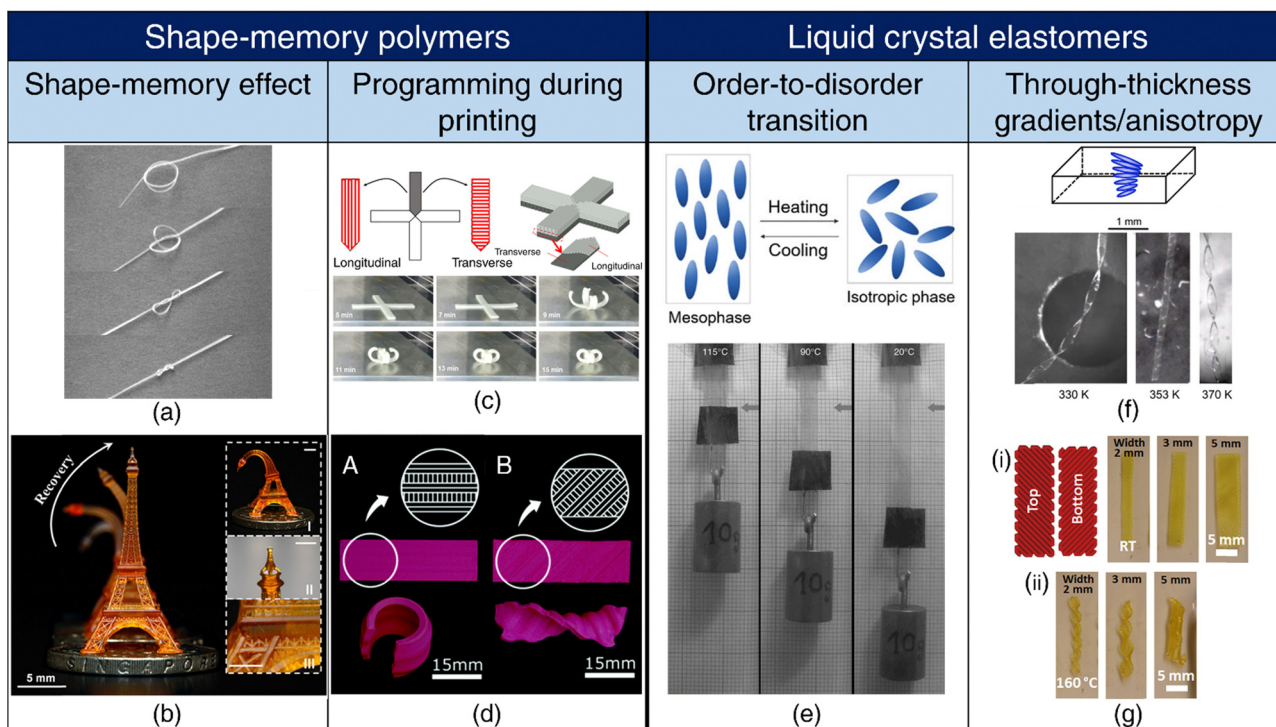 Shape-memory polymers
Liquid crystal elastomers
Shape-memory effect
Programming during
printing
Order-to-disorder
transition
Through-thickness
gradients/anisotropy
(a)
Longitudinal
Transverse
Transverse
Longitudinal
5 min
7 min
9 min
11 min
13 min
15 min
(c)
Heating
Cooling
Mesophase
Isotropic phase
1 mm
330 K
353 K
370 K
(f)
Recovery
I
II
III
SINGAPORE
5 mm
(b)
A
B
15mm
15mm
(d)
115°C
90°C
20°C
10g
10g
10g
(e)
(i)
Top
Bottom
Width
2 mm
3 mm
5 mm
RT
5 mm
(ii)
Width
2 mm
3 mm
5 mm
160 °C
5 mm
(g)